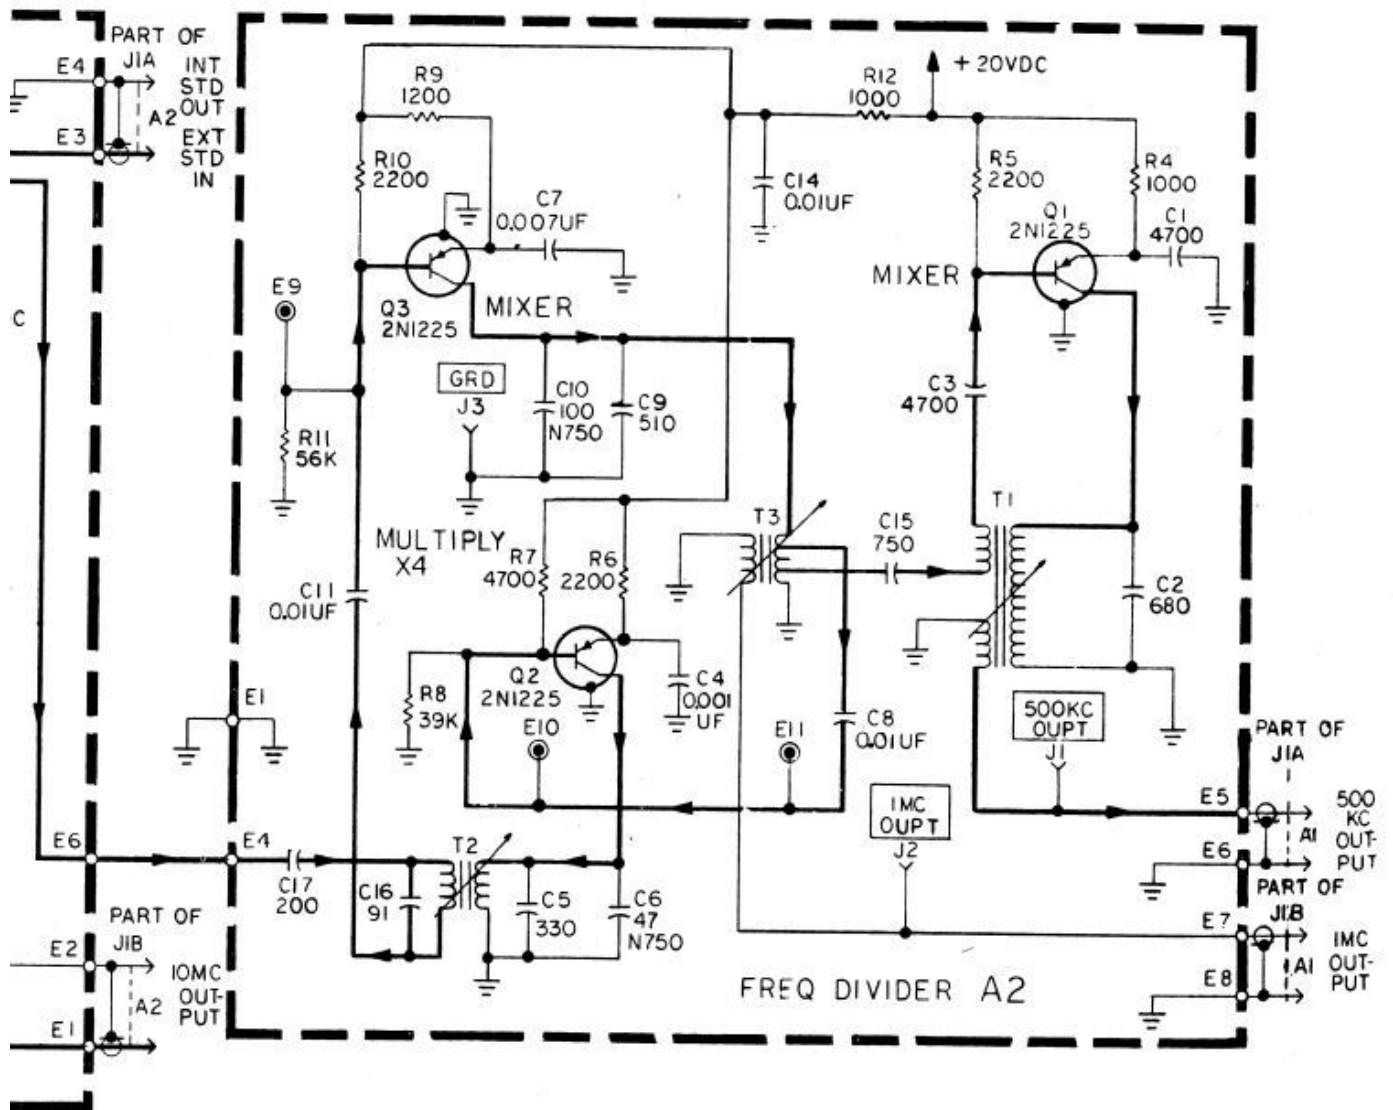 PART OF
J1A
E4
INT
STD
OUT
A2
E3
EXT
STD
IN
C
R9
1200
R10
2200
C7
0.007UF
E9
Q3
2N1225
MIXER
R12
1000
+ 20VDC
C14
0.01UF
R5
2200
R4
1000
Q1
2N1225
C1
4700
MIXER
GRD
J3
C10
100
N750
C9
510
R11
56K
C3
4700
MULTIPLY
X4
C11
0.01UF
R7
4700
R6
2200
T3
C15
750
T1
C2
680
Q2
2N1225
R8
39K
C4
0.001
UF
E10
E11
C8
0.01UF
E1
500KC
OUPT
J1
1MC
OUPT
J2
PART OF
J1A
E5
500
KC
OUT-
PUT
A1
E6
PART OF
J1B
E7
1MC
OUT-
PUT
A1
E8
E6
E4
C17
200
C16
91
T2
C5
330
C6
47
N750
PART OF
J1B
E2
10MC
OUT-
PUT
A2
E1
FREQ DIVIDER A2